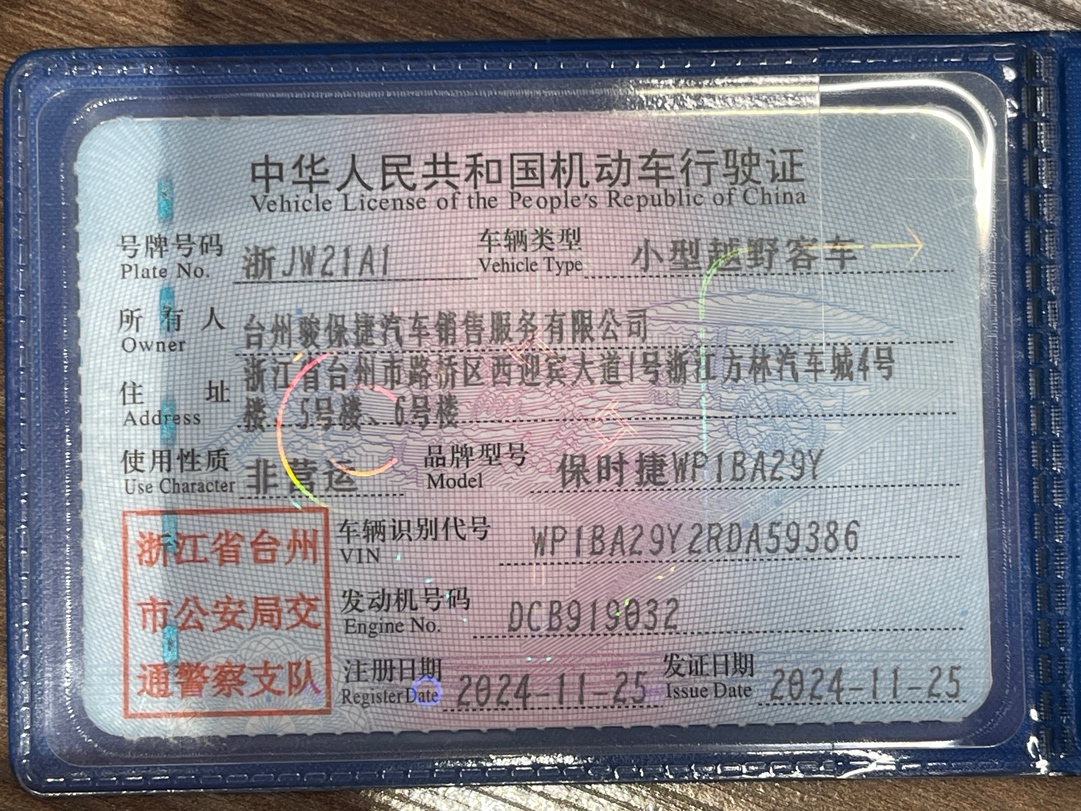 中华人民共和国机动车行驶证
Vehicle License of the People's Republic of China
号牌号码 浙JW21A1 车辆类型 小型越野客车
Plate No. Vehicle Type
所有人 台州骏保捷汽车销售服务有限公司
Owner
住址 浙江省台州市路桥区西迎宾大道1号浙江方林汽车城4号
Address 楼、5号楼、6号楼
使用性质 非营运 品牌型号 保时捷WP1BA29Y
Use Character Model
浙江省台州
市公安局交
通警察支队
车辆识别代号 WP1BA29Y2RDA59386
VIN
发动机号码 DCB919032
Engine No.
注册日期 2024-11-25 发证日期 2024-11-25
Register Date Issue Date